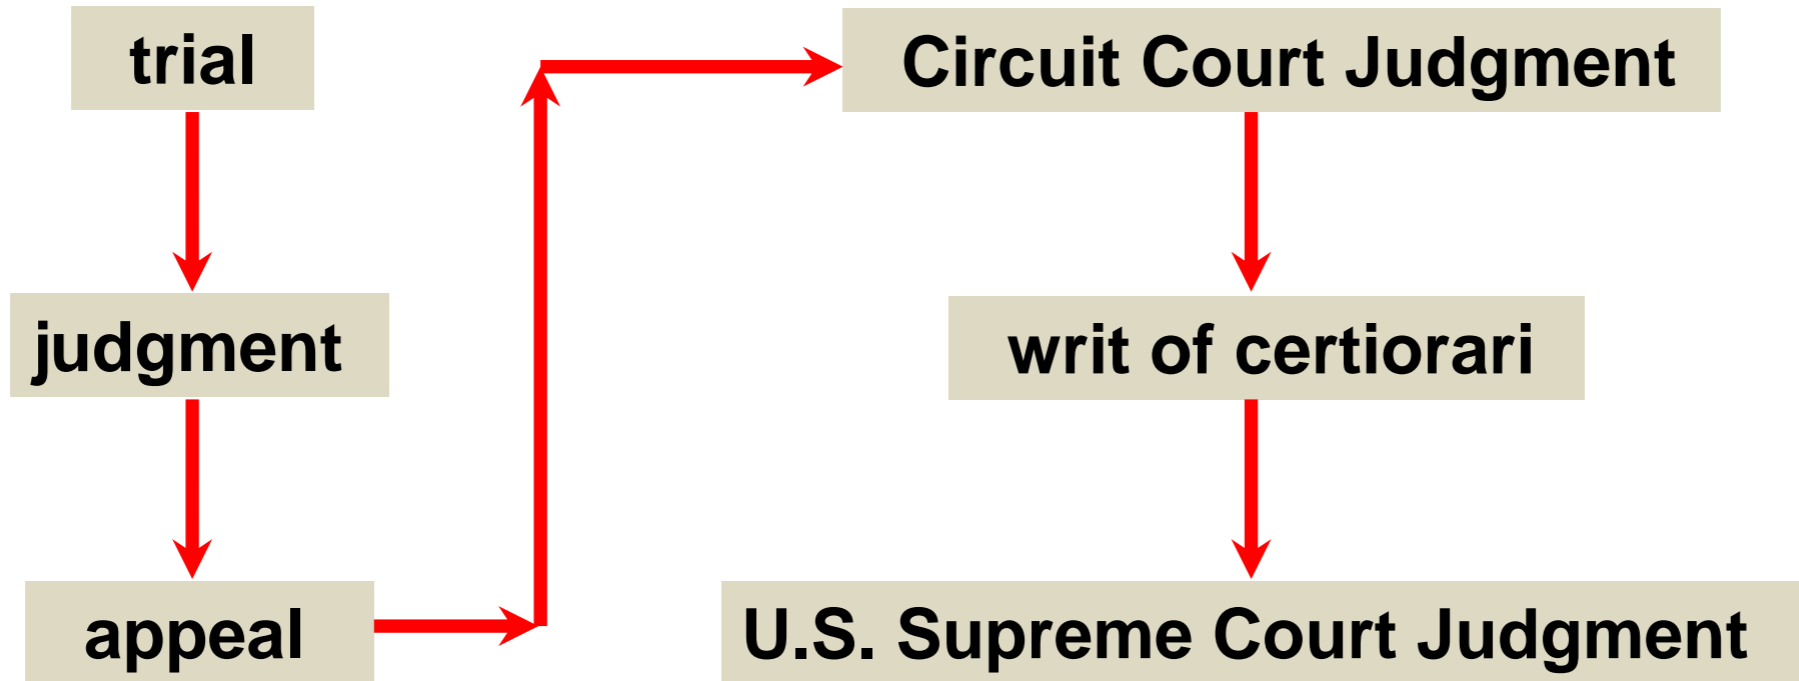 trial
judgment
appeal
Circuit Court Judgment
writ of certiorari
U.S. Supreme Court Judgment